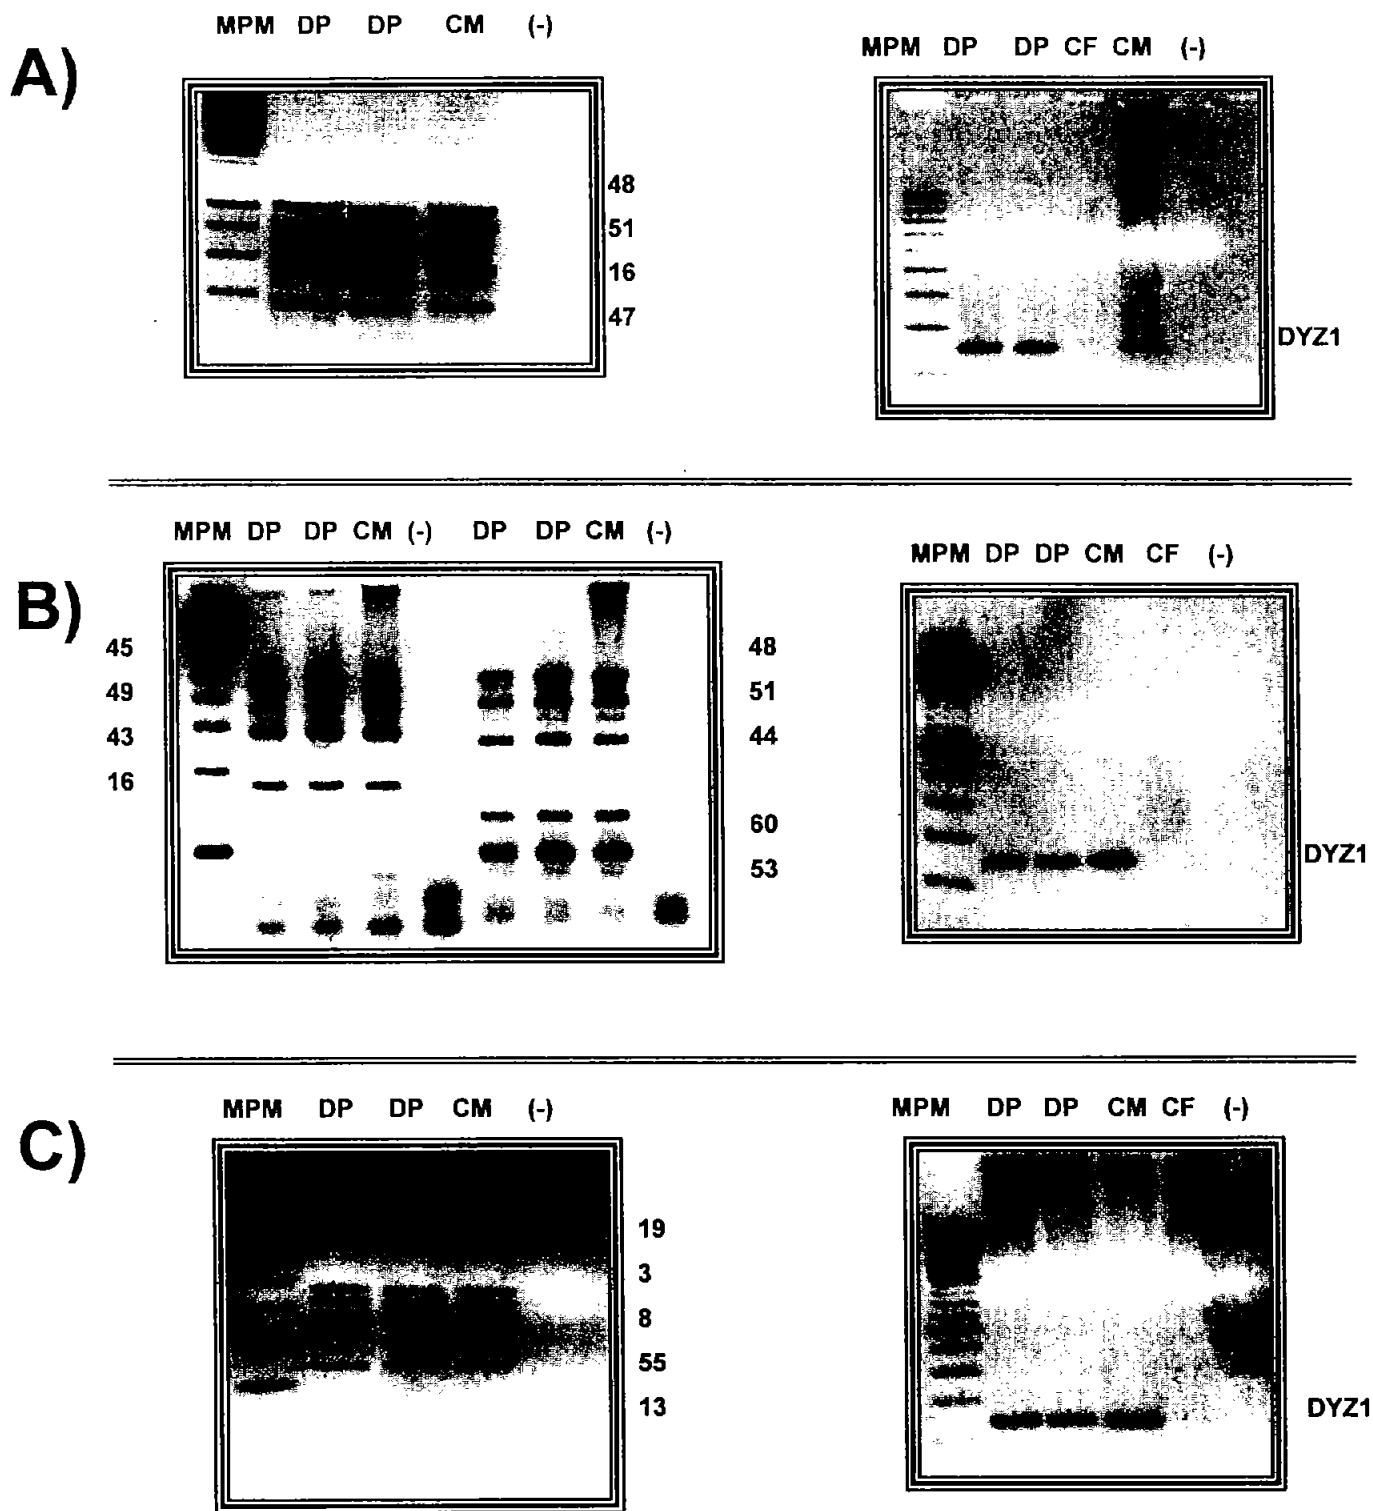 A)
MPM DP DP CM (-)
48
51
16
47
MPM DP DP CF CM (-)
DYZ1
B)
MPM DP DP CM (-) DP DP CM (-)
45
49
43
16
48
51
44
60
53
MPM DP DP CM CF (-)
DYZ1
C)
MPM DP DP CM (-)
19
3
8
55
13
MPM DP DP CM CF (-)
DYZ1